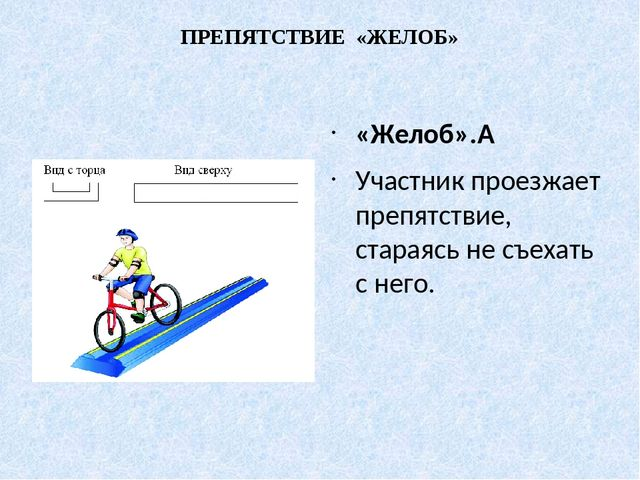 ПРЕПЯТСТВИЕ «ЖЕЛОБ»
«Желоб».А
Участник проезжает
препятствие,
стараясь не съехать
с него.
Вид с торца Вид сверху